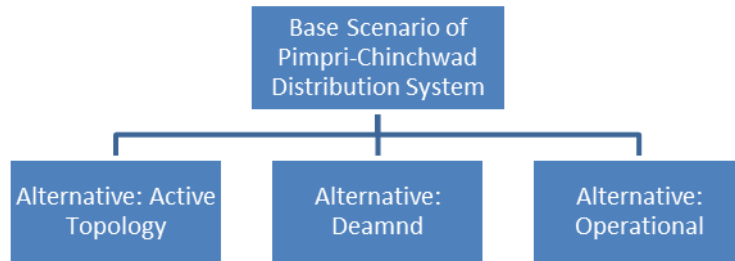 Base Scenario of
Pimpri-Chinchwad
Distribution System
Alternative: Active
Topology
Alternative:
Deamnd
Alternative:
Operational